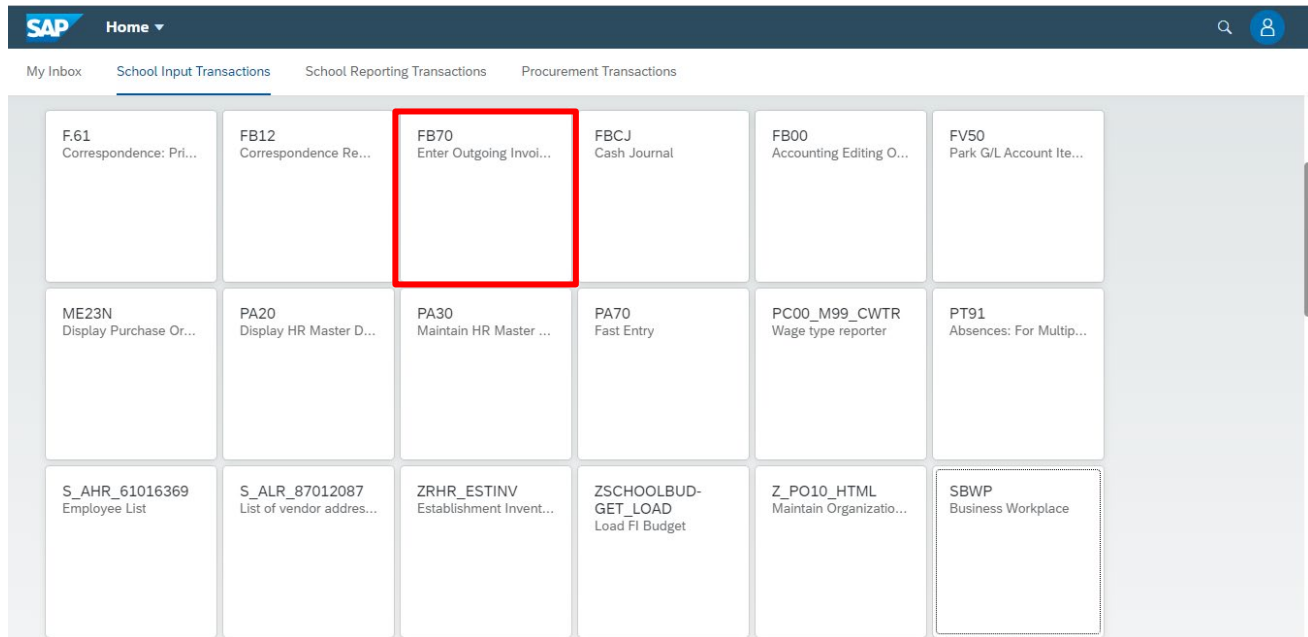 SAP Home
My Inbox School Input Transactions School Reporting Transactions Procurement Transactions
F.61
Correspondence: Pri...
FB12
Correspondence Re...
FB70
Enter Outgoing Invoi...
FBCJ
Cash Journal
FB00
Accounting Editing O...
FV50
Park G/L Account Ite...
ME23N
Display Purchase Or...
PA20
Display HR Master D...
PA30
Maintain HR Master ...
PA70
Fast Entry
PC00_M99_CWTR
Wage type reporter
PT91
Absences: For Multip...
S_AHR_61016369
Employee List
S_ALR_87012087
List of vendor addres...
ZRHR_ESTINV
Establishment Invent...
ZSCHOOLBUD-
GET_LOAD
Load FI Budget
Z_PO10_HTML
Maintain Organizatio...
SBWP
Business Workplace